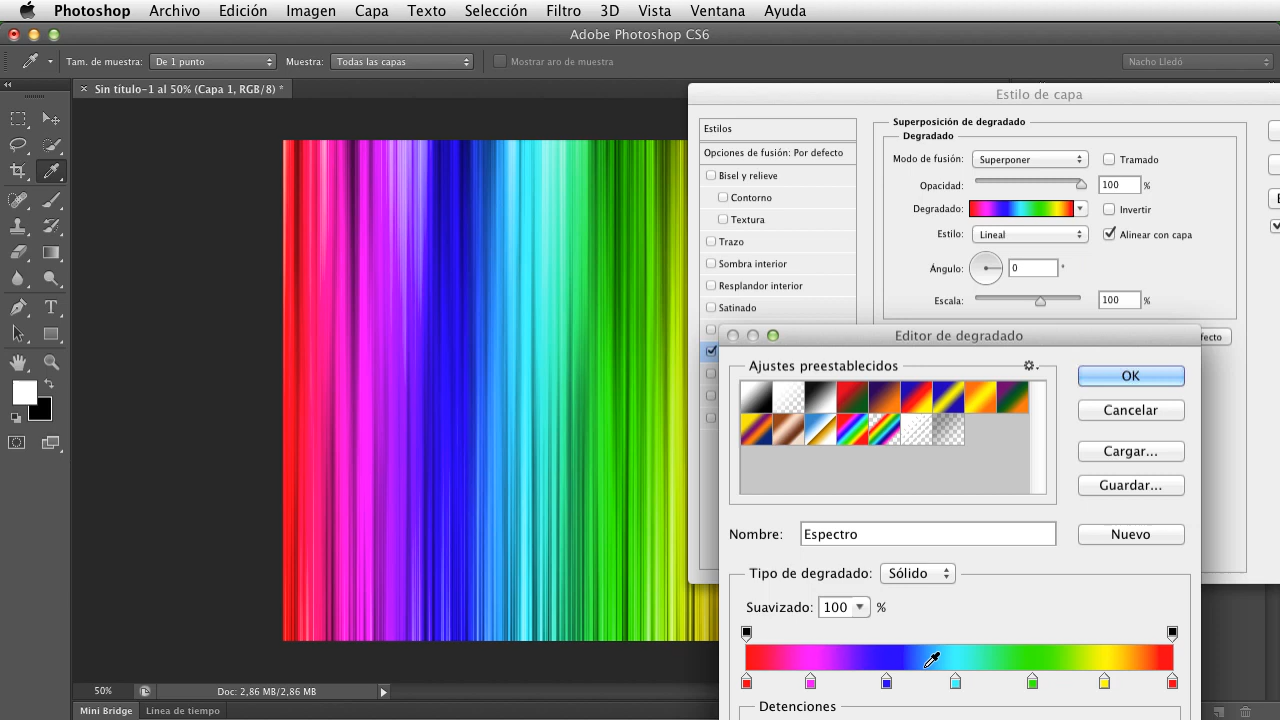 Photoshop Archivo Edición Imagen Capa Texto Selección Filtro 3D Vista Ventana Ayuda
Adobe Photoshop CS6
Tam. de muestra: De 1 punto Muestra: Todas las capas Mostrar aro de muestra Nacho Lledó
Sin título-1 al 50% (Capa 1, RGB/8) *
Estilo de capa
Estilos
Opciones de fusión: Por defecto
Bisel y relieve
Contorno
Textura
Trazo
Sombra interior
Resplandor interior
Satinado
Superposición de degradado
Degradado
Modo de fusión: Superponer Tramado
Opacidad: 100 %
Degradado: Invertir
Estilo: Lineal Alinear con capa
Ángulo: 0 °
Escala: 100 %
Editor de degradado
Ajustes preestablecidos
OK
Cancelar
Cargar...
Guardar...
Nombre: Espectro Nuevo
Tipo de degradado: Sólido
Suavizado: 100 %
Detenciones
50% Doc: 2,86 MB/2,86 MB
Mini Bridge Línea de tiempo